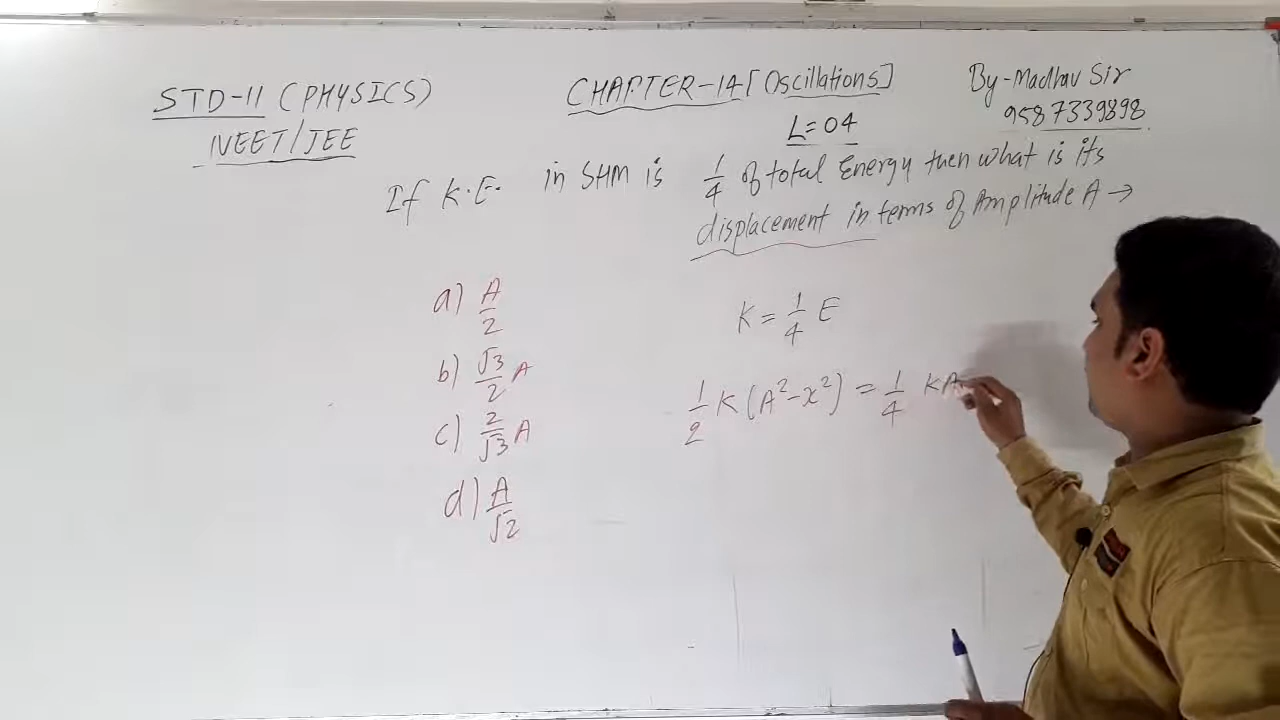 STD-11 (PHYSICS)
NEET/JEE
CHAPTER-14 [Oscillations]
L=04
By-Madhav Sir
9587339898
If K.E. in SHM is 1/4 of total Energy then what is its
displacement in terms of Amplitude A →
a) A/2
b) √3/2 A
c) 2/√3 A
d) A/√2
K = 1/4 E
1/2 K (A²-x²) = 1/4 KA